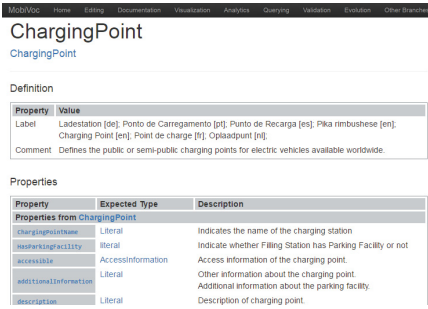 MobiVoc Home Editing Documentation Visualization Analytics Querying Validation Evolution Other Branches
ChargingPoint
ChargingPoint
Definition
Property Value
Label Ladestation [de]; Ponto de Carregamento [pt]; Punto de Recarga [es]; Pika rimbushese [en];
Charging Point [en]; Point de charge [fr]; Oplaadpunt [nl];
Comment Defines the public or semi-public charging points for electric vehicles available worldwide.
Properties
Property Expected Type Description
Properties from ChargingPoint
ChargingPointName Literal Indicates the name of the charging station
HasParkingFacility literal Indicate whether Filling Station has Parking Facility or not
accessible AccessInformation Access information of the charging point.
additionalInformation Literal Other information about the charging point.
Additional information about the parking facility.
description Literal Description of charging point.